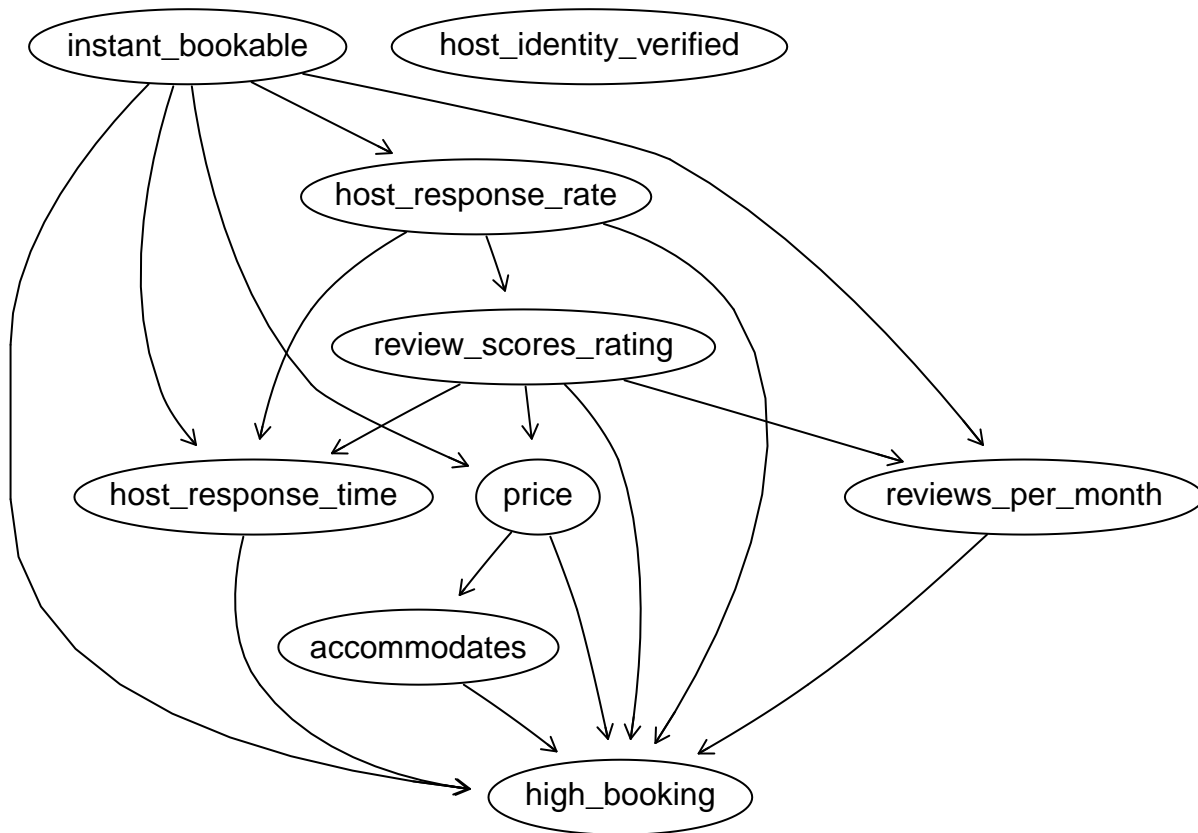 instant_bookable
host_identity_verified
host_response_rate
review_scores_rating
host_response_time
price
reviews_per_month
accommodates
high_booking